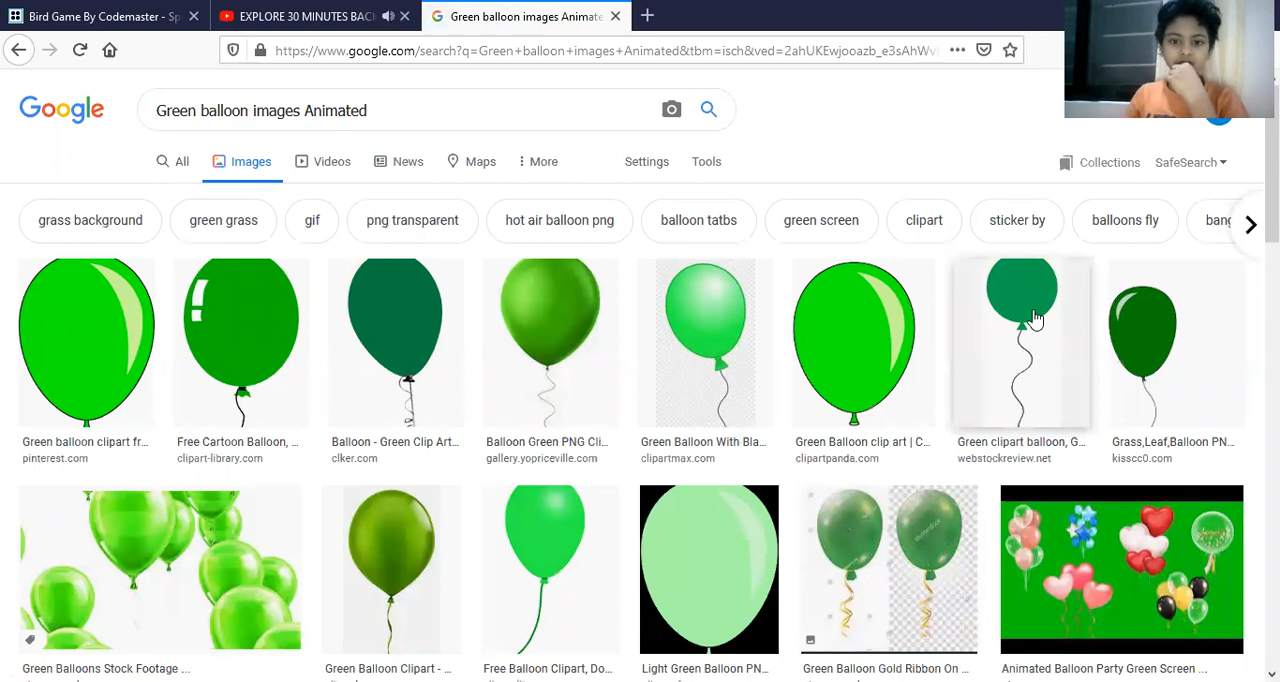 Bird Game By Codemaster - Sp
EXPLORE 30 MINUTES BAC
Green balloon images Animate
https://www.google.com/search?q=Green+balloon+images+Animated&tbm=isch&ved=2ahUKEwjooazb_e3sAhWvl
Google
Green balloon images Animated
All
Images
Videos
News
Maps
More
Settings
Tools
Collections
SafeSearch
grass background
green grass
gif
png transparent
hot air balloon png
balloon tatbs
green screen
clipart
sticker by
balloons fly
bang
Green balloon clipart fr...
pinterest.com
Free Cartoon Balloon, ...
clipart-library.com
Balloon - Green Clip Art...
clker.com
Balloon Green PNG Cli...
gallery.yopriceville.com
Green Balloon With Bla...
clipartmax.com
Green Balloon clip art | C...
clipartpanda.com
Green clipart balloon, G...
webstockreview.net
Grass,Leaf,Balloon PN...
kisscc0.com
Green Balloons Stock Footage ...
Green Balloon Clipart - ...
Free Balloon Clipart, Do...
Light Green Balloon PN...
Green Balloon Gold Ribbon On ...
Animated Balloon Party Green Screen ...